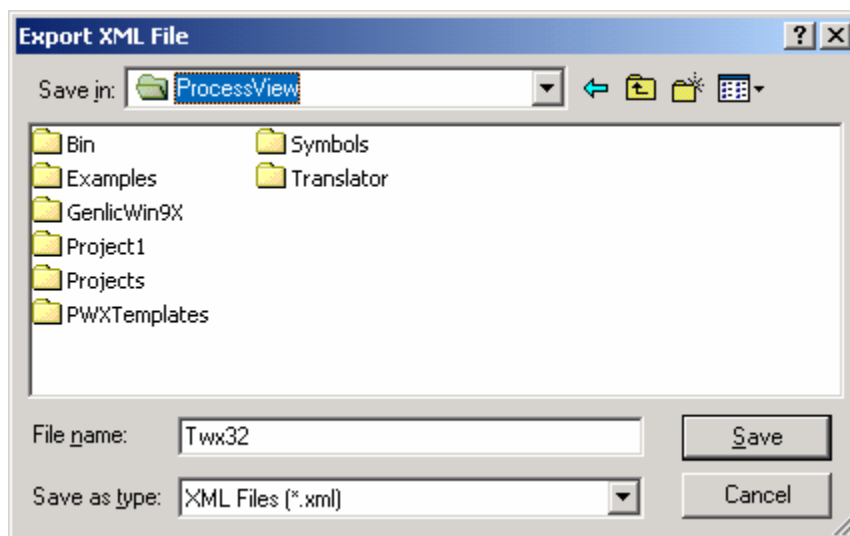 Export XML File
Save in: ProcessView
Bin Symbols
Examples Translator
GenlicWin9X
Project1
Projects
PWXTemplates
File name: Twx32 Save
Save as type: XML Files (*.xml) Cancel